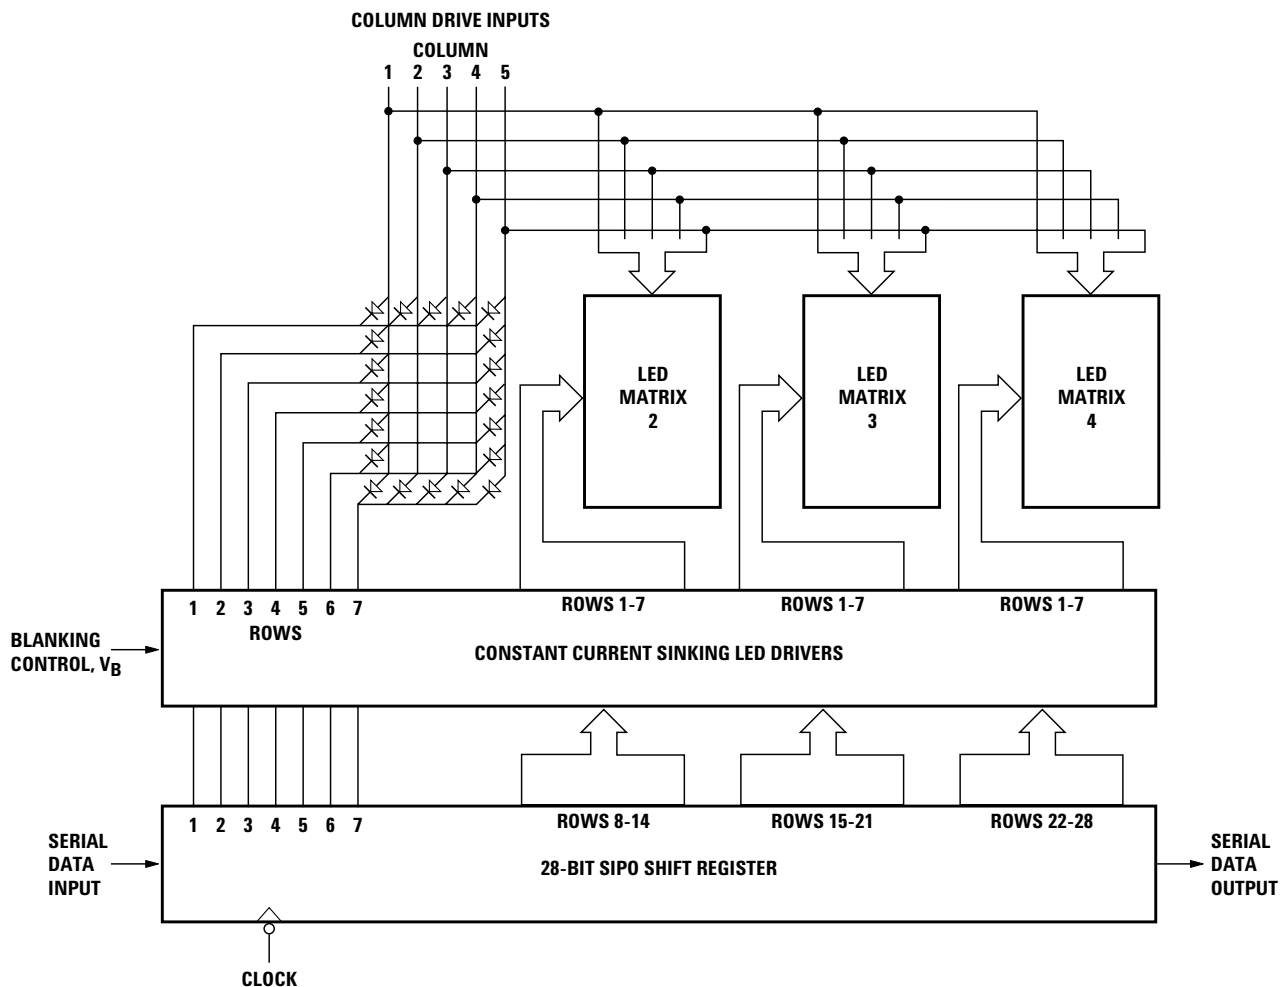 COLUMN DRIVE INPUTS
COLUMN
1 2 3 4 5
LED
MATRIX
2
LED
MATRIX
3
LED
MATRIX
4
1 2 3 4 5 6 7
ROWS
ROWS 1-7
ROWS 1-7
ROWS 1-7
BLANKING
CONTROL, VB
CONSTANT CURRENT SINKING LED DRIVERS
1 2 3 4 5 6 7
ROWS 8-14
ROWS 15-21
ROWS 22-28
SERIAL
DATA
INPUT
28-BIT SIPO SHIFT REGISTER
SERIAL
DATA
OUTPUT
CLOCK